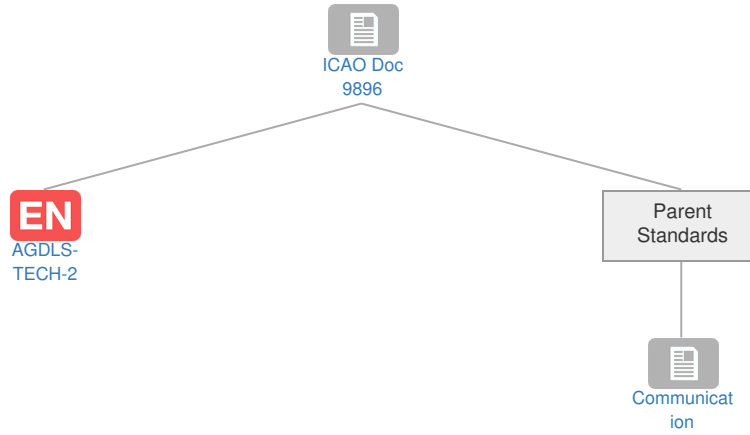 ICAO Doc
9896
EN
AGDLS-
TECH-2
Parent
Standards
Communicat
ion